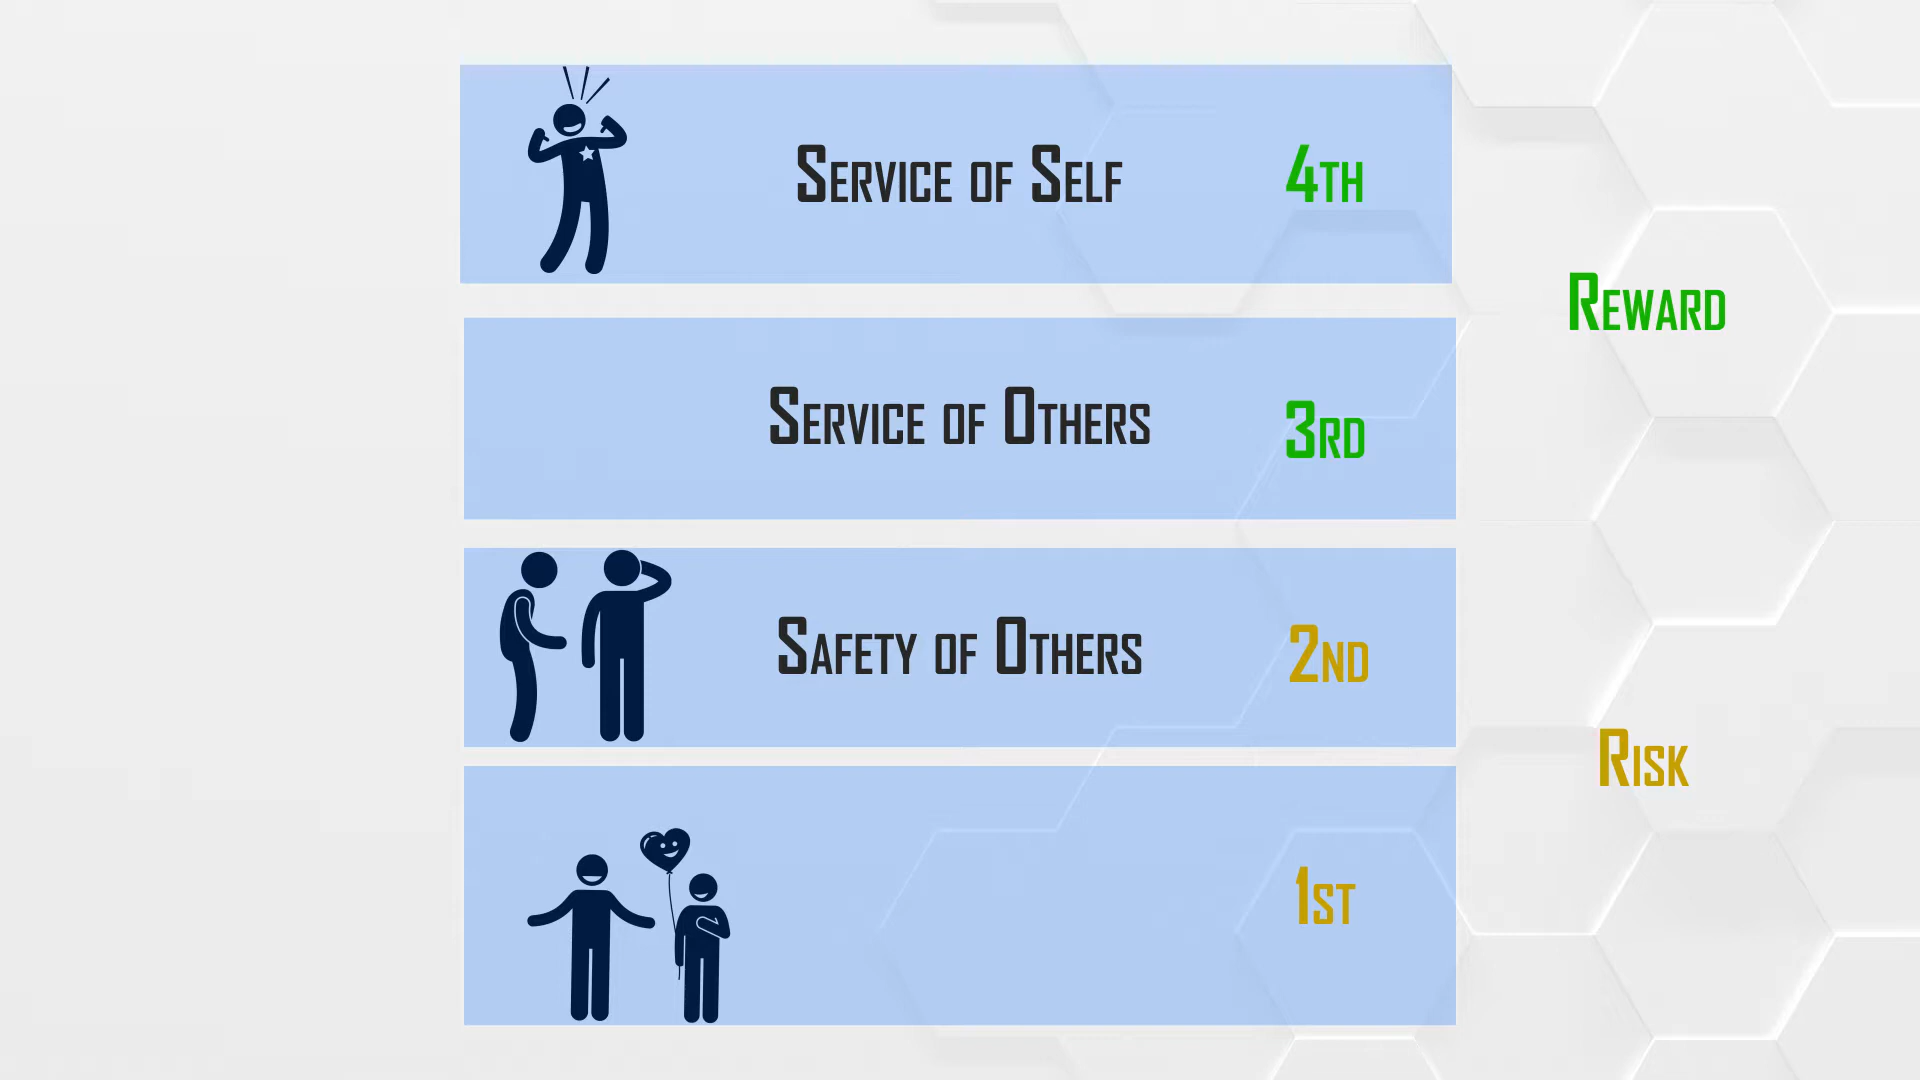 Service of Self 4th
Reward
Service of Others 3rd
Safety of Others 2nd
Risk
1st